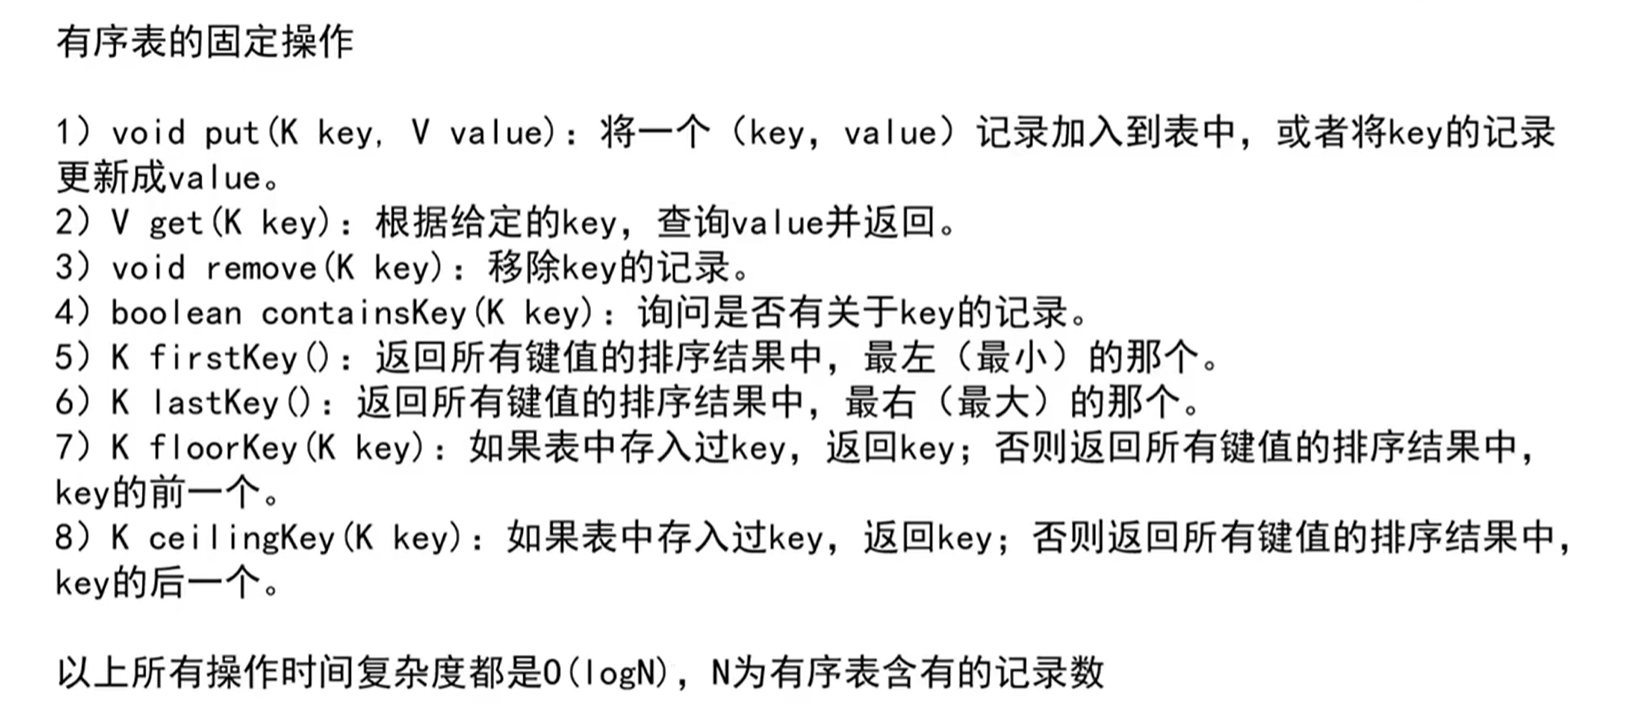 有序表的固定操作
1）void put(K key, V value)：将一个（key，value）记录加入到表中，或者将key的记录
更新成value。
2）V get(K key)：根据给定的key，查询value并返回。
3）void remove(K key)：移除key的记录。
4）boolean containsKey(K key)：询问是否有关于key的记录。
5）K firstKey()：返回所有键值的排序结果中，最左（最小）的那个。
6）K lastKey()：返回所有键值的排序结果中，最右（最大）的那个。
7）K floorKey(K key)：如果表中存入过key，返回key；否则返回所有键值的排序结果中，
key的前一个。
8）K ceilingKey(K key)：如果表中存入过key，返回key；否则返回所有键值的排序结果中，
key的后一个。
以上所有操作时间复杂度都是O(logN)，N为有序表含有的记录数